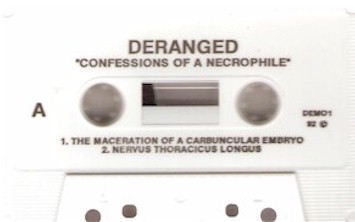 DERANGED
"CONFESSIONS OF A NECROPHILE"
A
DEMO1
92 ©
1. THE MACERATION OF A CARBUNCULAR EMBRYO
2. NERVUS THORACICUS LONGUS